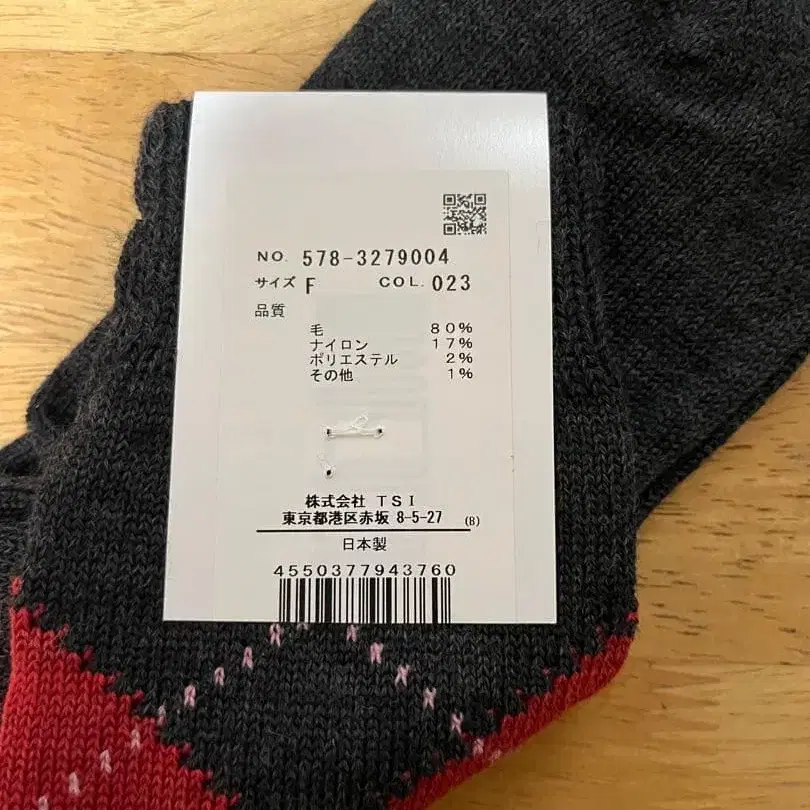 NO. 578-3279004
サイズ F COL. 023
品質
毛 80%
ナイロン 17%
ポリエステル 2%
その他 1%
株式会社 TSI
東京都港区赤坂 8-5-27 (B)
日本製
4550377943760